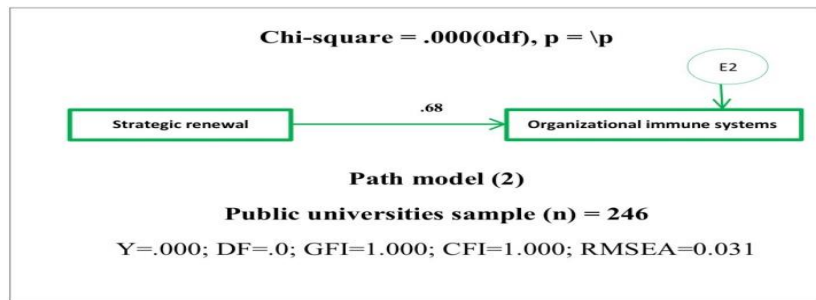 Chi-square = .000(0df), p = \p
E2
.68
Strategic renewal
Organizational immune systems
Path model (2)
Public universities sample (n) = 246
Y=.000; DF=.0; GFI=1.000; CFI=1.000; RMSEA=0.031